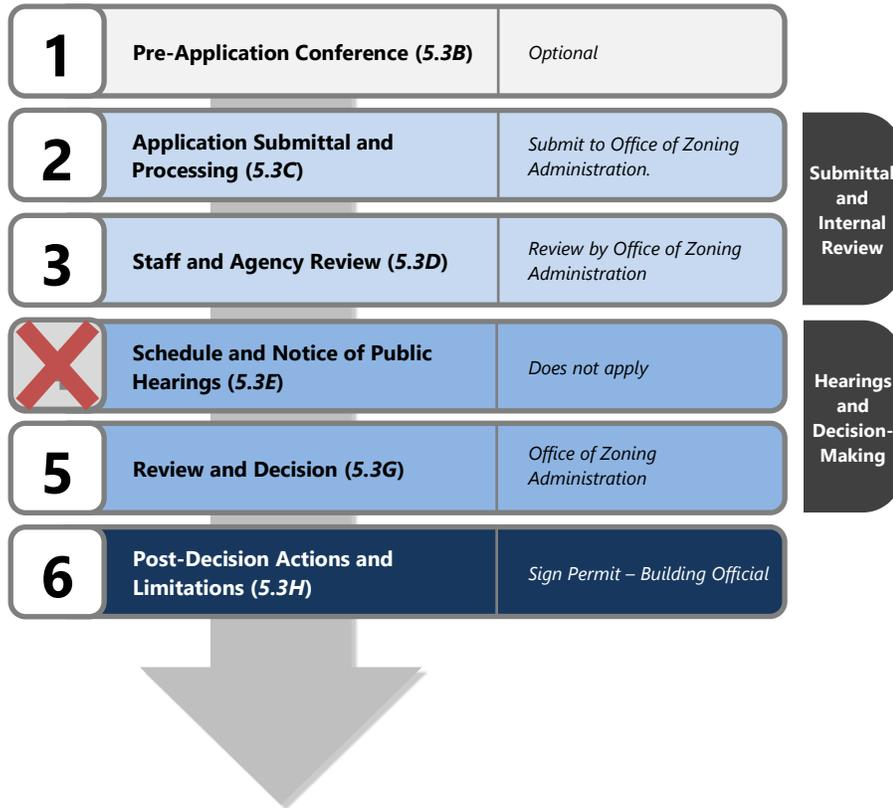 1
Pre-Application Conference (5.3B)
Optional
2
Application Submittal and
Processing (5.3C)
Submit to Office of Zoning
Administration.
3
Staff and Agency Review (5.3D)
Review by Office of Zoning
Administration
Submittal
and
Internal
Review
Schedule and Notice of Public
Hearings (5.3E)
Does not apply
5
Review and Decision (5.3G)
Office of Zoning
Administration
Hearings
and
Decision-
Making
6
Post-Decision Actions and
Limitations (5.3H)
Sign Permit – Building Official